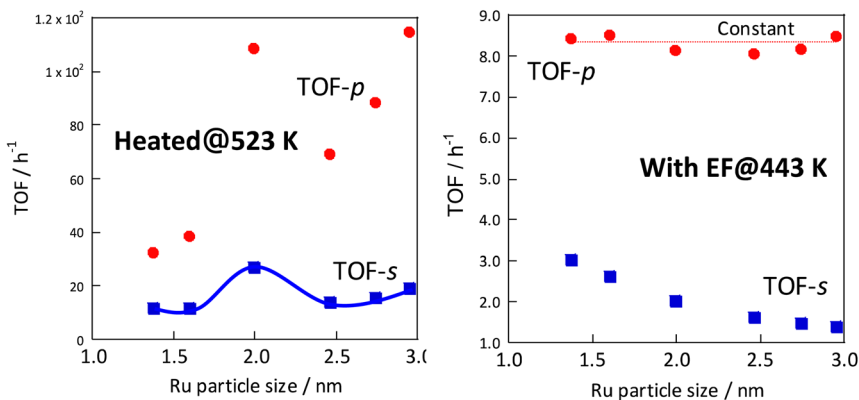 1.2 x 10²
1 x 10²
80
60
40
20
0
TOF / h⁻¹
TOF-p
Heated@523 K
TOF-s
1.0
1.5
2.0
2.5
3.0
Ru particle size / nm
9.0
8.0
7.0
6.0
5.0
4.0
3.0
2.0
1.0
TOF / h⁻¹
Constant
TOF-p
With EF@443 K
TOF-s
1.0
1.5
2.0
2.5
3.0
Ru particle size / nm